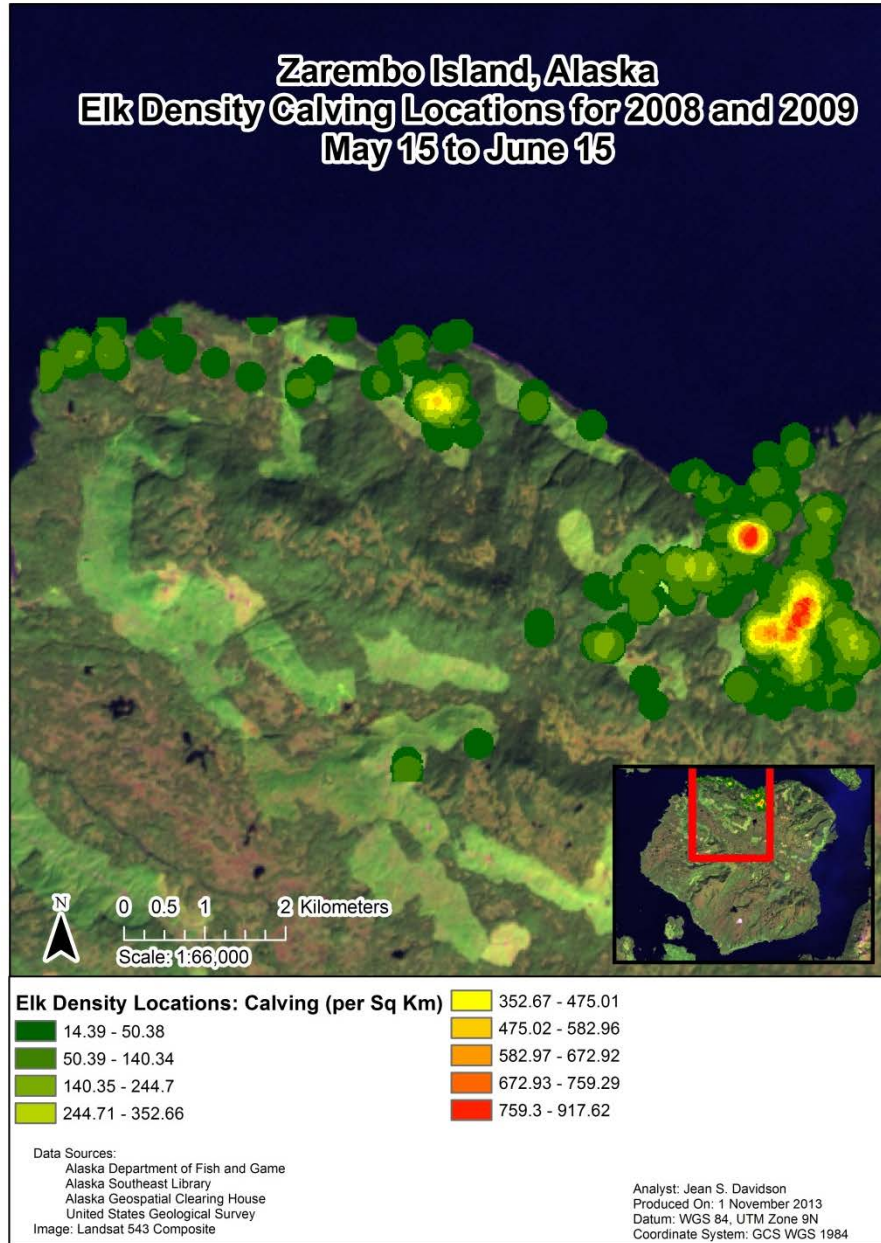 Zarembo Island, Alaska
Elk Density Calving Locations for 2008 and 2009
May 15 to June 15
N
0 0.5 1 2 Kilometers
Scale: 1:66,000
Elk Density Locations: Calving (per Sq Km)
14.39 - 50.38
50.39 - 140.34
140.35 - 244.7
244.71 - 352.66
352.67 - 475.01
475.02 - 582.96
582.97 - 672.92
672.93 - 759.29
759.3 - 917.62
Data Sources:
Alaska Department of Fish and Game
Alaska Southeast Library
Alaska Geospatial Clearing House
United States Geological Survey
Image: Landsat 543 Composite
Analyst: Jean S. Davidson
Produced On: 1 November 2013
Datum: WGS 84, UTM Zone 9N
Coordinate System: GCS WGS 1984